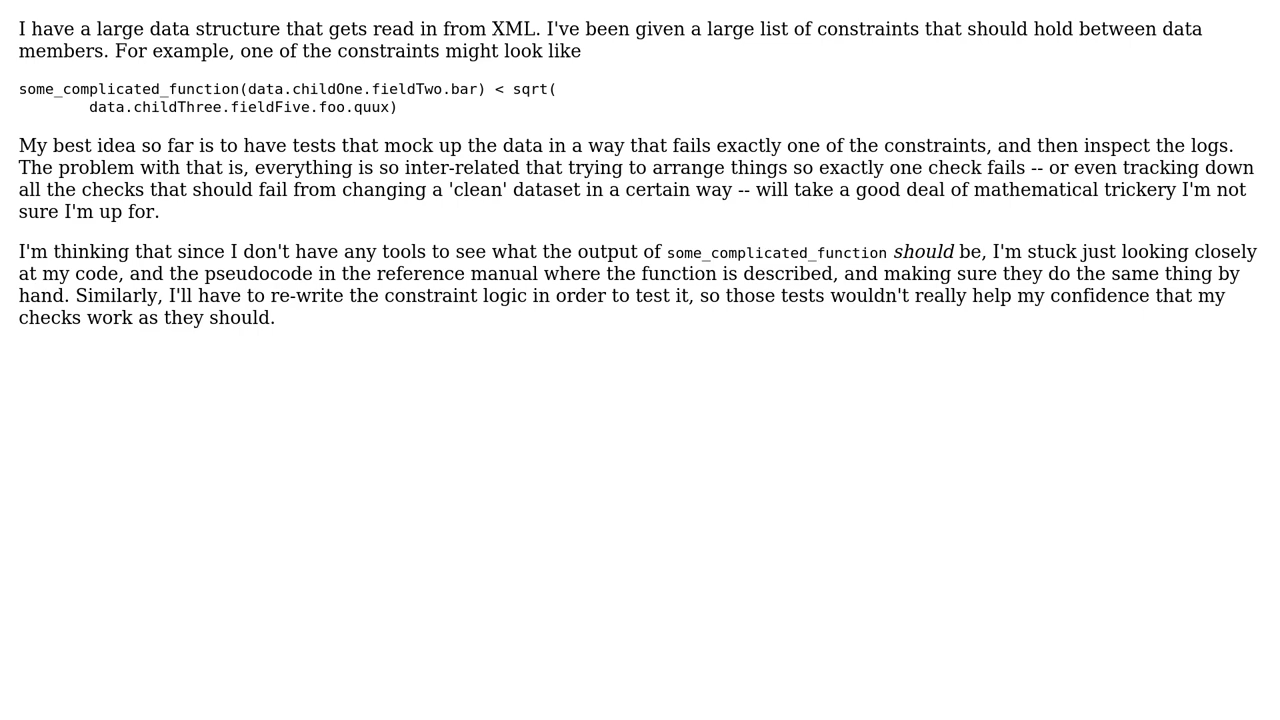 I have a large data structure that gets read in from XML. I've been given a large list of constraints that should hold between data
members. For example, one of the constraints might look like
some_complicated_function(data.childOne.fieldTwo.bar) < sqrt(
        data.childThree.fieldFive.foo.quux)
My best idea so far is to have tests that mock up the data in a way that fails exactly one of the constraints, and then inspect the logs.
The problem with that is, everything is so inter-related that trying to arrange things so exactly one check fails -- or even tracking down
all the checks that should fail from changing a 'clean' dataset in a certain way -- will take a good deal of mathematical trickery I'm not
sure I'm up for.
I'm thinking that since I don't have any tools to see what the output of some_complicated_function should be, I'm stuck just looking closely
at my code, and the pseudocode in the reference manual where the function is described, and making sure they do the same thing by
hand. Similarly, I'll have to re-write the constraint logic in order to test it, so those tests wouldn't really help my confidence that my
checks work as they should.